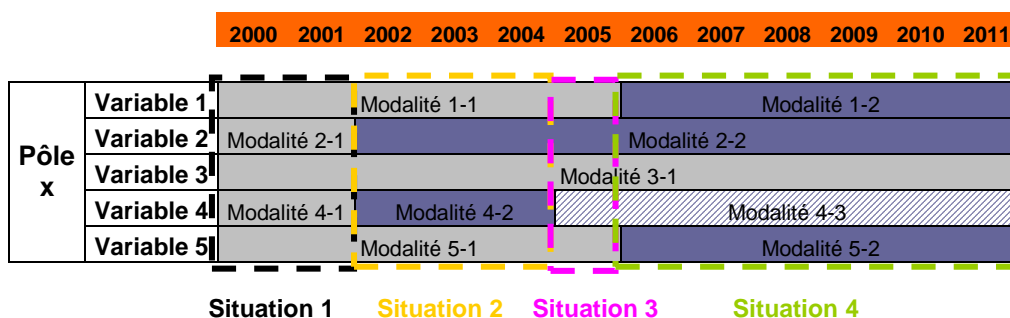 2000 2001 2002 2003 2004 2005 2006 2007 2008 2009 2010 2011
Pôle x
Variable 1 Modalité 1-1 Modalité 1-2
Variable 2 Modalité 2-1 Modalité 2-2
Variable 3 Modalité 3-1
Variable 4 Modalité 4-1 Modalité 4-2 Modalité 4-3
Variable 5 Modalité 5-1 Modalité 5-2
Situation 1 Situation 2 Situation 3 Situation 4